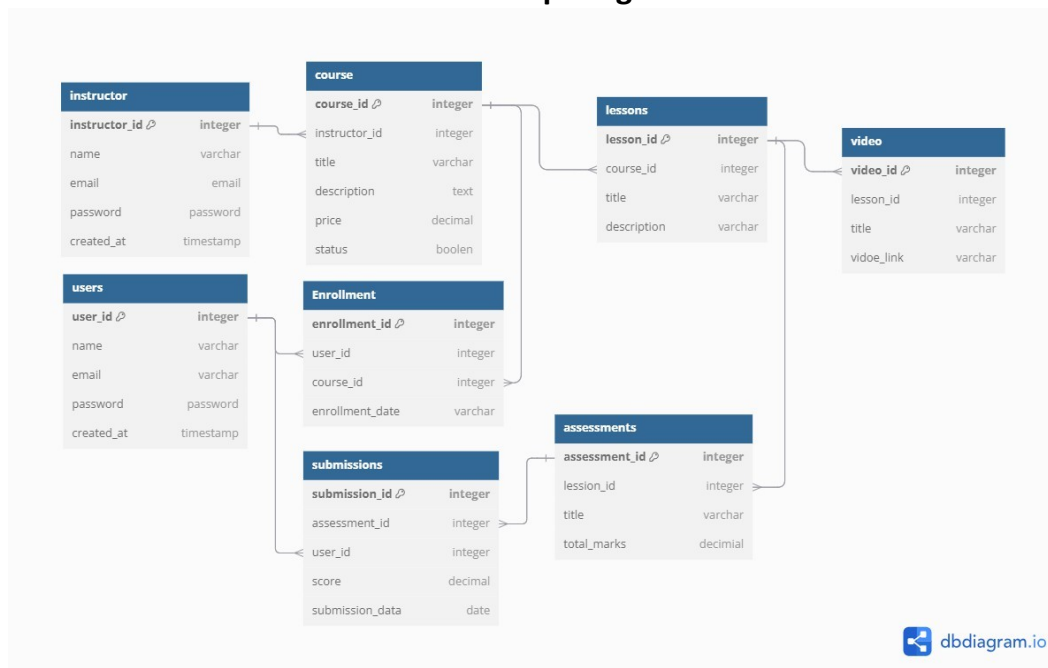 instructor
instructor_id integer
name varchar
email email
password password
created_at timestamp
course
course_id integer
instructor_id integer
title varchar
description text
price decimal
status boolen
lessons
lesson_id integer
course_id integer
title varchar
description varchar
video
video_id integer
lesson_id integer
title varchar
vidoe_link varchar
users
user_id integer
name varchar
email varchar
password password
created_at timestamp
Enrollment
enrollment_id integer
user_id integer
course_id integer
enrollment_date varchar
submissions
submission_id integer
assessment_id integer
user_id integer
score decimal
submission_data date
assessments
assessment_id integer
lession_id integer
title varchar
total_marks decimial
dbdiagram.io